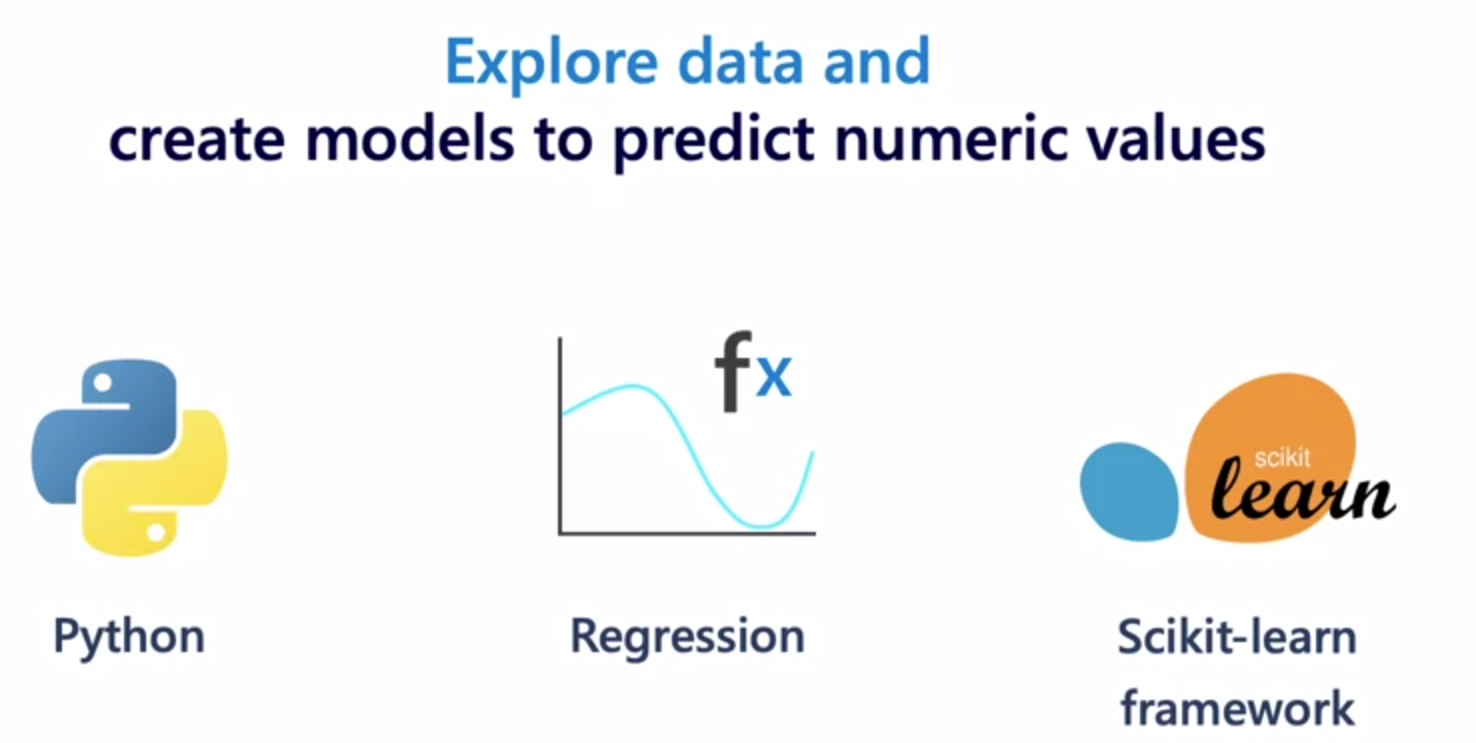 Explore data and
create models to predict numeric values
fx
scikit
learn
Python
Regression
Scikit-learn
framework